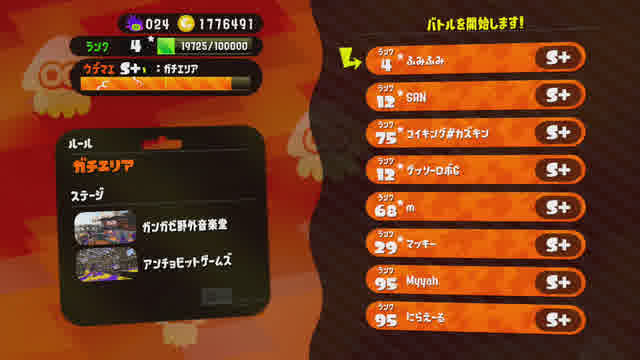 024 1776491
ランク 4* 19725/100000
ウデマエ S+1 : ガチエリア
ルール
ガチエリア
ステージ
ガンガゼ野外音楽堂
アンチョビットゲームズ
バトルを開始します!
ランク 4* ふみふみ S+
ランク 12* SAN S+
ランク 75* コイキング#カズキン S+
ランク 12* ヴッソーロボG S+
ランク 68* m S+
ランク 29* マッキー S+
ランク 95 Myyah S+
ランク 95 にらえーる S+